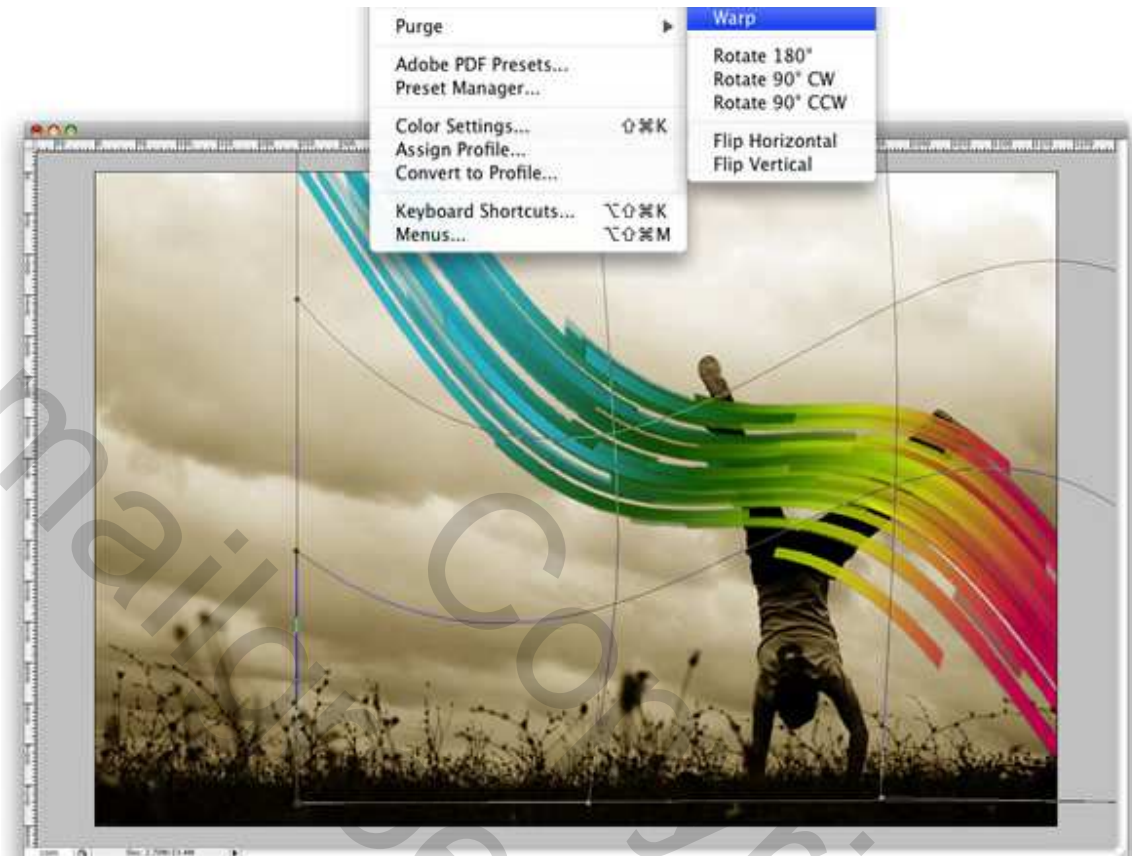 Purge
Adobe PDF Presets...
Preset Manager...
Color Settings... ⇧⌘K
Assign Profile...
Convert to Profile...
Keyboard Shortcuts... ⌥⇧⌘K
Menus... ⌥⇧⌘M
Warp
Rotate 180°
Rotate 90° CW
Rotate 90° CCW
Flip Horizontal
Flip Vertical